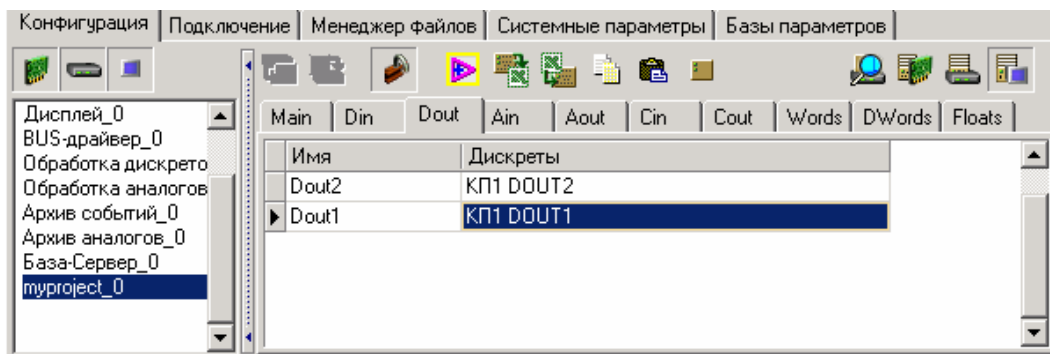 Конфигурация Подключение Менеджер файлов Системные параметры Базы параметров
Дисплей_0
BUS-драйвер_0
Обработка дискрето
Обработка аналогов
Архив событий_0
Архив аналогов_0
База-Сервер_0
myproject_0
Main Din Dout Ain Aout Cin Cout Words DWords Floats
Имя Дискреты
Dout2 КП1 DOUT2
Dout1 КП1 DOUT1